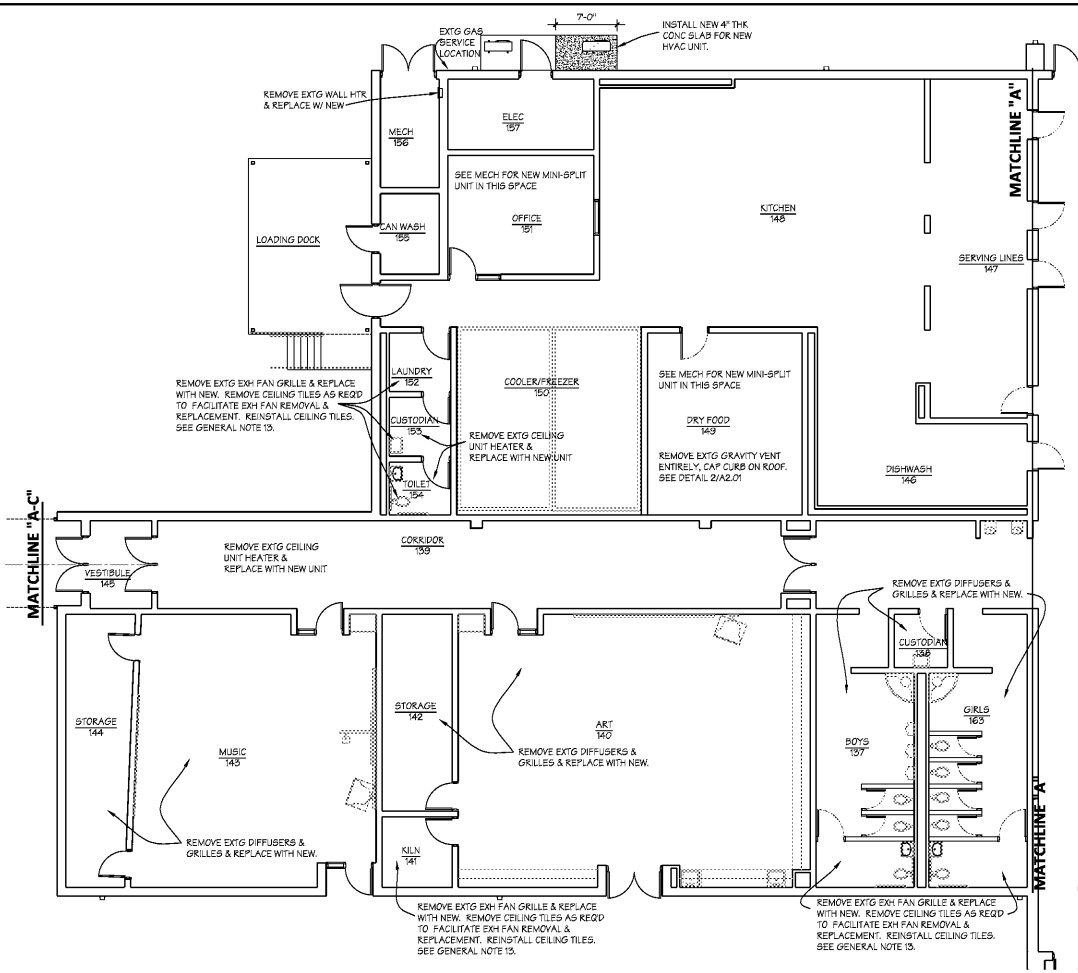 7'-0"
EXTG GAS
SERVICE
LOCATION
INSTALL NEW 4" THK
CONC SLAB FOR NEW
HVAC UNIT.
REMOVE EXTG WALL HTR
& REPLACE W/ NEW
MECH
156
ELEC
157
MATCHLINE "A"
SEE MECH FOR NEW MINI-SPLIT
UNIT IN THIS SPACE
OFFICE
151
KITCHEN
148
CAN WASH
155
LOADING DOCK
SERVING LINES
147
REMOVE EXTG EXH FAN GRILLE & REPLACE
WITH NEW. REMOVE CEILING TILES AS REQ'D
TO FACILITATE EXH FAN REMOVAL &
REPLACEMENT. REINSTALL CEILING TILES.
SEE GENERAL NOTE 13.
LAUNDRY
152
CUSTODIAN
153
TOILET
154
REMOVE EXTG CEILING
UNIT HEATER &
REPLACE WITH NEW UNIT
COOLER/FREEZER
150
SEE MECH FOR NEW MINI-SPLIT
UNIT IN THIS SPACE
DRY FOOD
149
REMOVE EXTG GRAVITY VENT
ENTIRELY, CAP CURB ON ROOF.
SEE DETAIL 2/A2.01
DISHWASH
146
MATCHLINE "A-C"
VESTIBULE
145
REMOVE EXTG CEILING
UNIT HEATER &
REPLACE WITH NEW UNIT
CORRIDOR
139
REMOVE EXTG DIFFUSERS &
GRILLES & REPLACE WITH NEW.
CUSTODIAN
138
STORAGE
144
MUSIC
143
STORAGE
142
ART
140
REMOVE EXTG DIFFUSERS &
GRILLES & REPLACE WITH NEW.
BOYS
137
GIRLS
163
REMOVE EXTG DIFFUSERS &
GRILLES & REPLACE WITH NEW.
KILN
141
MATCHLINE "A"
REMOVE EXTG EXH FAN GRILLE & REPLACE
WITH NEW. REMOVE CEILING TILES AS REQ'D
TO FACILITATE EXH FAN REMOVAL &
REPLACEMENT. REINSTALL CEILING TILES.
SEE GENERAL NOTE 13.
REMOVE EXTG EXH FAN GRILLE & REPLACE
WITH NEW. REMOVE CEILING TILES AS REQ'D
TO FACILITATE EXH FAN REMOVAL &
REPLACEMENT. REINSTALL CEILING TILES.
SEE GENERAL NOTE 13.